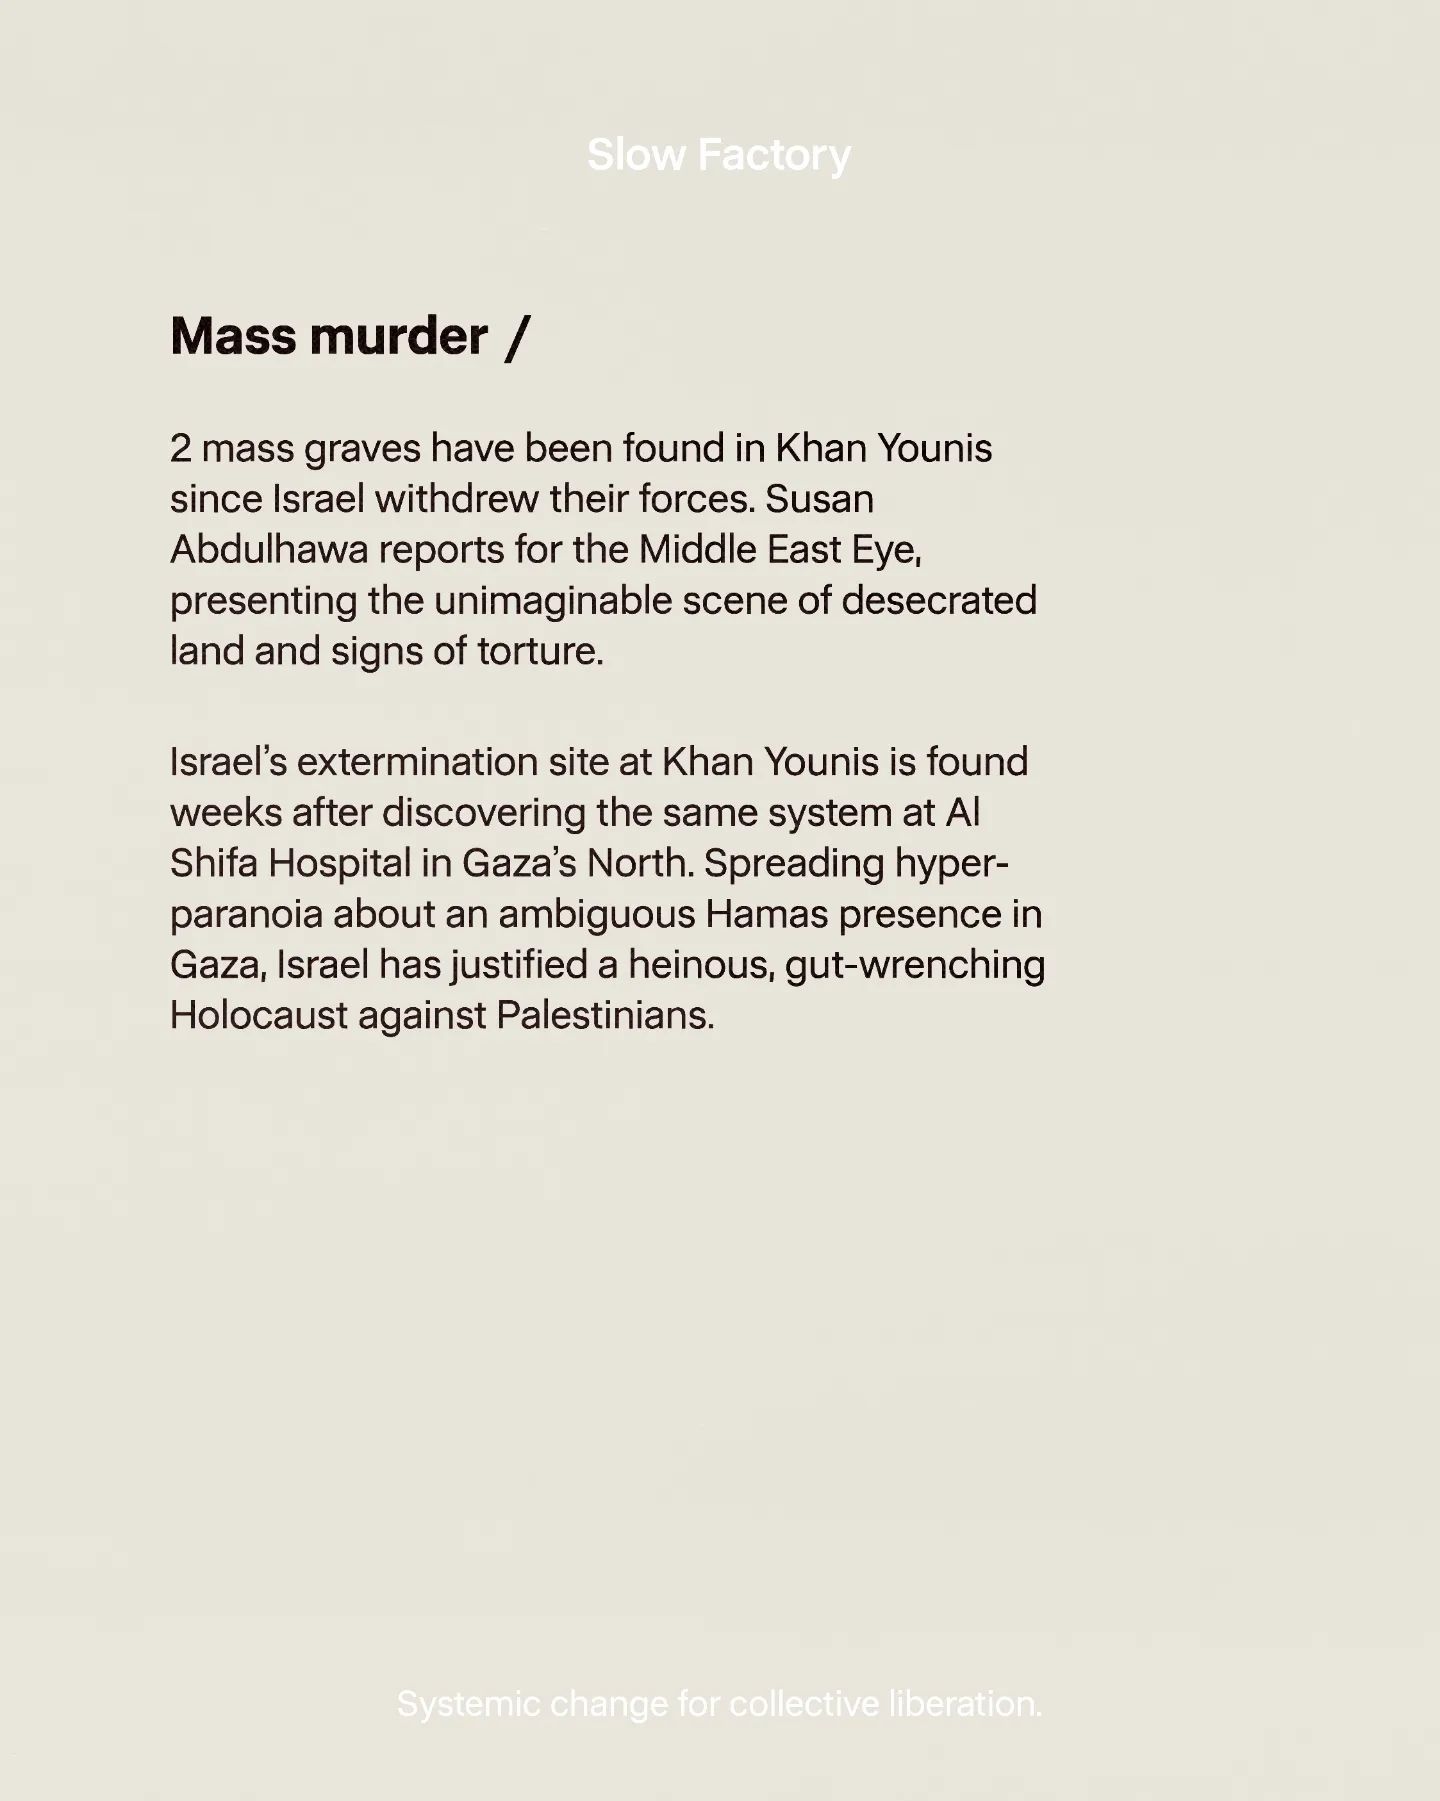 Slow Factory
Mass murder /
2 mass graves have been found in Khan Younis
since Israel withdrew their forces. Susan
Abdulhawa reports for the Middle East Eye,
presenting the unimaginable scene of desecrated
land and signs of torture.
Israel’s extermination site at Khan Younis is found
weeks after discovering the same system at Al
Shifa Hospital in Gaza’s North. Spreading hyper-
paranoia about an ambiguous Hamas presence in
Gaza, Israel has justified a heinous, gut-wrenching
Holocaust against Palestinians.
Systemic change for collective liberation.